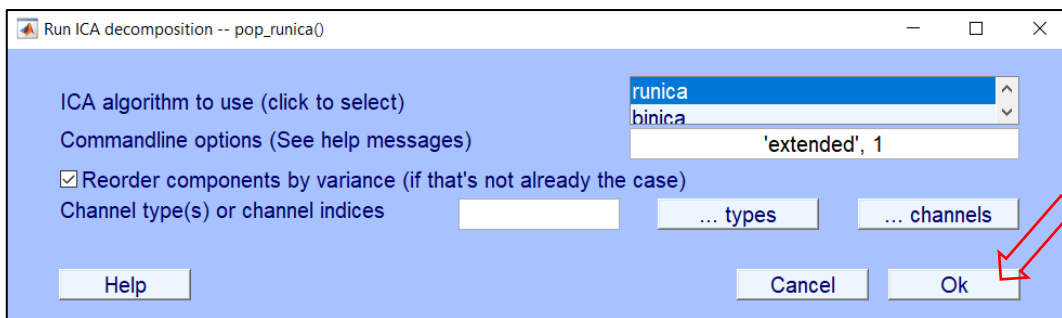 Run ICA decomposition -- pop_runica()
ICA algorithm to use (click to select)
runica
binica
Commandline options (See help messages)
'extended', 1
Reorder components by variance (if that's not already the case)
Channel type(s) or channel indices
... types
... channels
Help
Cancel
Ok